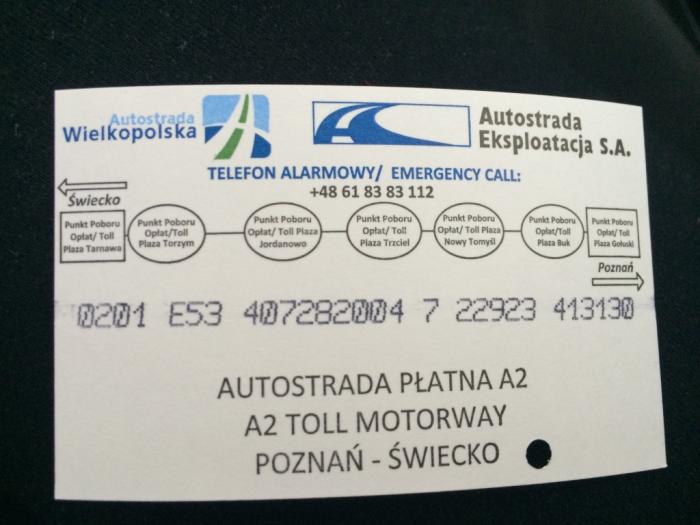 Autostrada
Wielkopolska
Autostrada
Eksploatacja S.A.
TELEFON ALARMOWY/ EMERGENCY CALL:
+48 61 83 83 112
Świecko
Punkt Poboru
Opłat/ Toll
Plaza Tarnawa
Punkt Poboru
Opłat/Toll
Plaza Torzym
Punkt Poboru
Opłat/ Toll Plaza
Jordanowo
Punkt Poboru
Opłat/ Toll
Plaza Trzciel
Punkt Poboru
Opłat/ Toll Plaza
Nowy Tomyśl
Punkt Poboru
Opłat/Toll
Plaza Buk
Punkt Poboru
Opłat/ Toll
Plaza Gołuski
Poznań
0201 E53 407282004 7 22923 413130
AUTOSTRADA PŁATNA A2
A2 TOLL MOTORWAY
POZNAŃ - ŚWIECKO